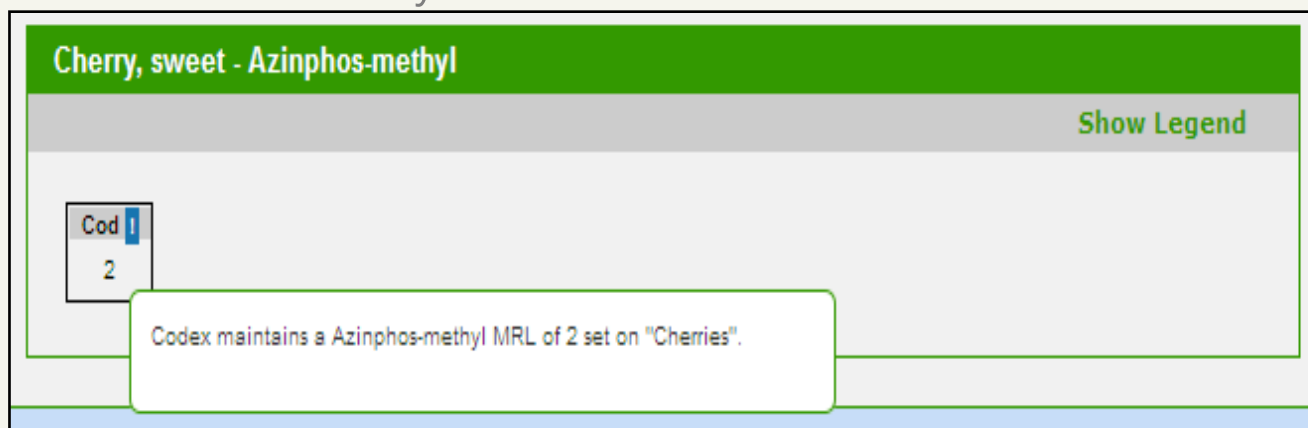 Cherry, sweet - Azinphos-methyl
Show Legend
Cod I
2
Codex maintains a Azinphos-methyl MRL of 2 set on "Cherries".